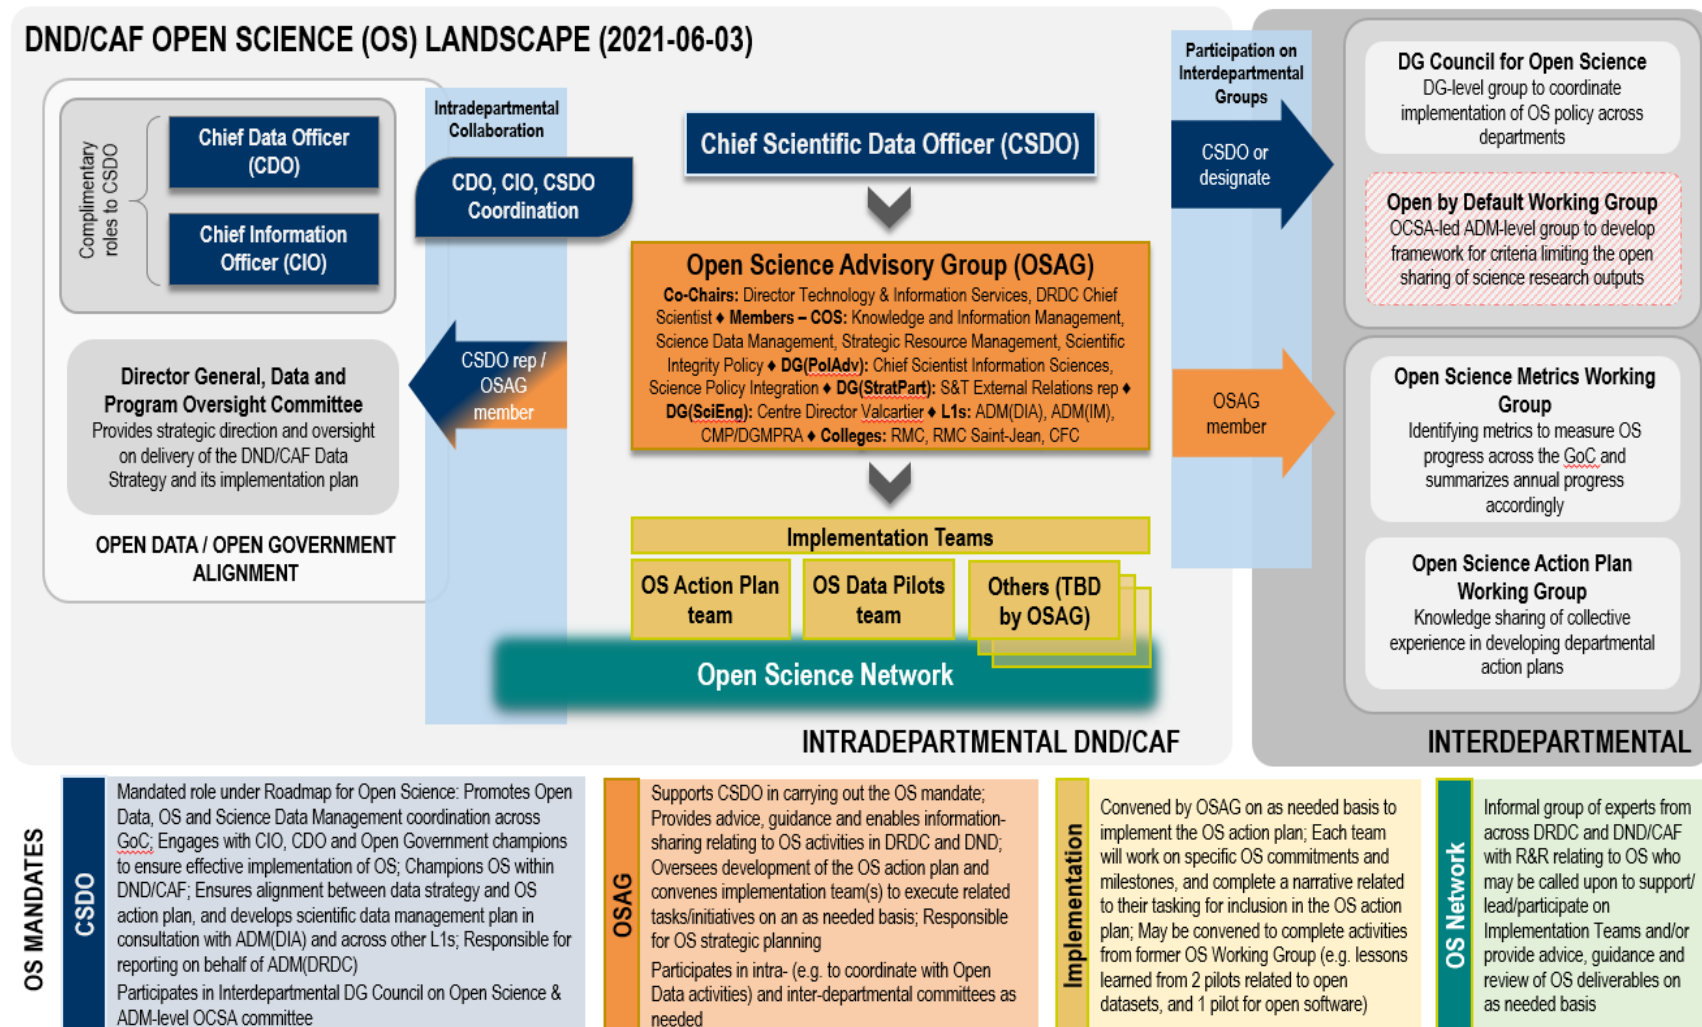 DND/CAF OPEN SCIENCE (OS) LANDSCAPE (2021-06-03)
Complimentary
roles to CSDO
Chief Data Officer
(CDO)
Chief Information
Officer (CIO)
Director General, Data and
Program Oversight Committee
Provides strategic direction and oversight
on delivery of the DND/CAF Data
Strategy and its implementation plan
OPEN DATA / OPEN GOVERNMENT
ALIGNMENT
Intradepartmental
Collaboration
CDO, CIO, CSDO
Coordination
CSDO rep /
OSAG
member
Chief Scientific Data Officer (CSDO)
Open Science Advisory Group (OSAG)
Co-Chairs: Director Technology & Information Services, DRDC Chief
Scientist ♦ Members – COS: Knowledge and Information Management,
Science Data Management, Strategic Resource Management, Scientific
Integrity Policy ♦ DG(PolAdv): Chief Scientist Information Sciences,
Science Policy Integration ♦ DG(StratPart): S&T External Relations rep ♦
DG(SciEng): Centre Director Valcartier ♦ L1s: ADM(DIA), ADM(IM),
CMP/DGMPRA ♦ Colleges: RMC, RMC Saint-Jean, CFC
Implementation Teams
OS Action Plan
team
OS Data Pilots
team
Others (TBD
by OSAG)
Open Science Network
INTRADEPARTMENTAL DND/CAF
Participation on
Interdepartmental
Groups
CSDO or
designate
OSAG
member
DG Council for Open Science
DG-level group to coordinate
implementation of OS policy across
departments
Open by Default Working Group
OCSA-led ADM-level group to develop
framework for criteria limiting the open
sharing of science research outputs
Open Science Metrics Working
Group
Identifying metrics to measure OS
progress across the GoC and
summarizes annual progress
accordingly
Open Science Action Plan
Working Group
Knowledge sharing of collective
experience in developing departmental
action plans
INTERDEPARTMENTAL
OS MANDATES
CSDO
Mandated role under Roadmap for Open Science: Promotes Open
Data, OS and Science Data Management coordination across
GoC; Engages with CIO, CDO and Open Government champions
to ensure effective implementation of OS; Champions OS within
DND/CAF; Ensures alignment between data strategy and OS
action plan, and develops scientific data management plan in
consultation with ADM(DIA) and across other L1s; Responsible for
reporting on behalf of ADM(DRDC)
Participates in Interdepartmental DG Council on Open Science &
ADM-level OCSA committee
OSAG
Supports CSDO in carrying out the OS mandate;
Provides advice, guidance and enables information-
sharing relating to OS activities in DRDC and DND;
Oversees development of the OS action plan and
convenes implementation team(s) to execute related
tasks/initiatives on an as needed basis; Responsible
for OS strategic planning
Participates in intra- (e.g. to coordinate with Open
Data activities) and inter-departmental committees as
needed
Implementation
Convened by OSAG on as needed basis to
implement the OS action plan; Each team
will work on specific OS commitments and
milestones, and complete a narrative related
to their tasking for inclusion in the OS action
plan; May be convened to complete activities
from former OS Working Group (e.g. lessons
learned from 2 pilots related to open
datasets, and 1 pilot for open software)
OS Network
Informal group of experts from
across DRDC and DND/CAF
with R&R relating to OS who
may be called upon to support/
lead/participate on
Implementation Teams and/or
provide advice, guidance and
review of OS deliverables on
as needed basis